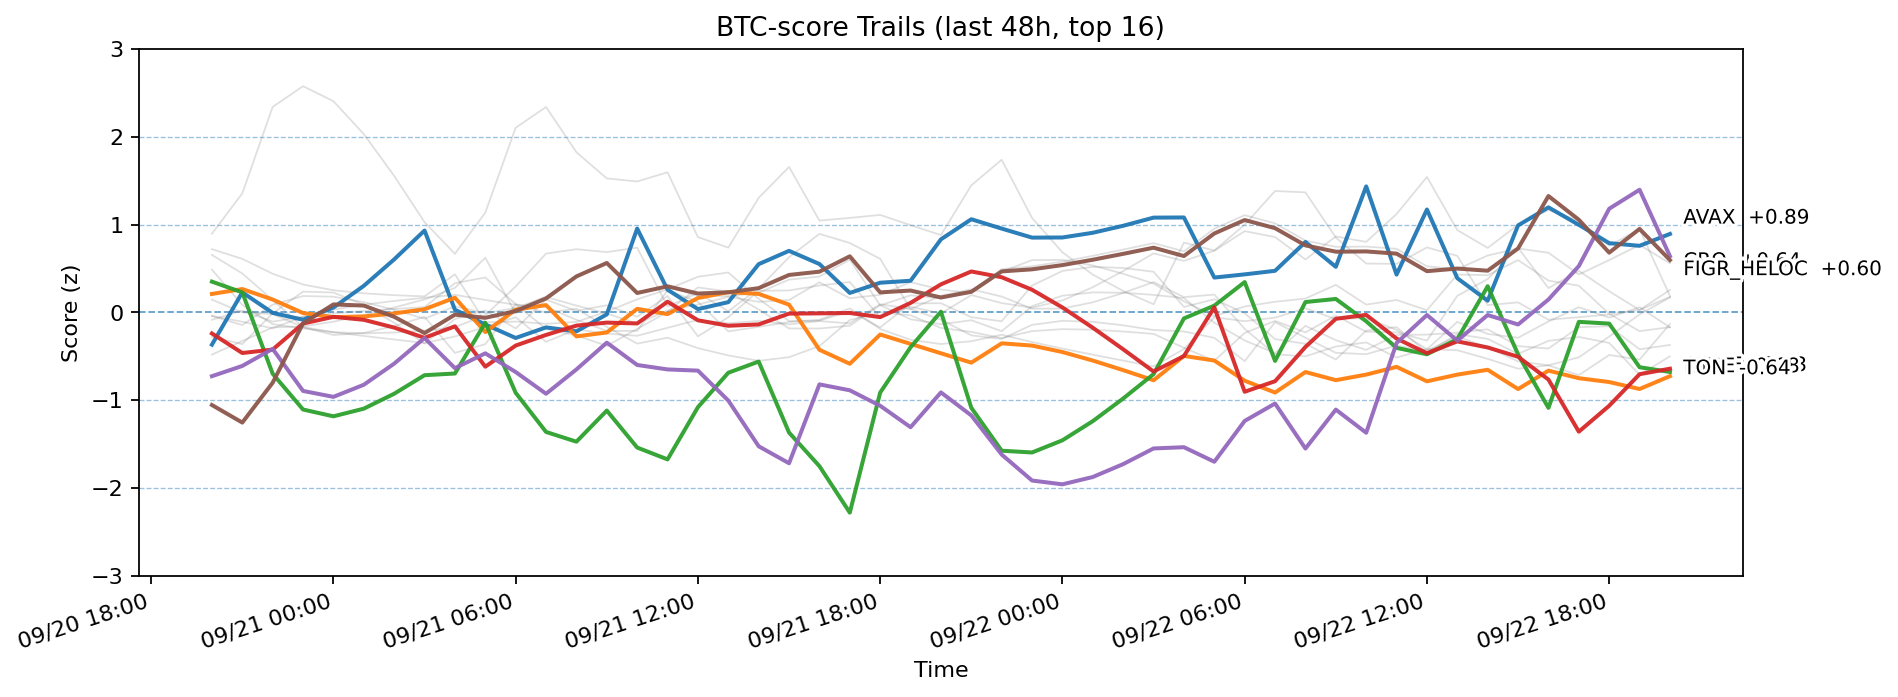 BTC-score Trails (last 48h, top 16)
Score (z)
3
2
1
0
−1
−2
−3
AVAX +0.89
FIGR_HELOC +0.60
TON -0.64
09/20 18:00
09/21 00:00
09/21 06:00
09/21 12:00
09/21 18:00
09/22 00:00
09/22 06:00
09/22 12:00
09/22 18:00
Time